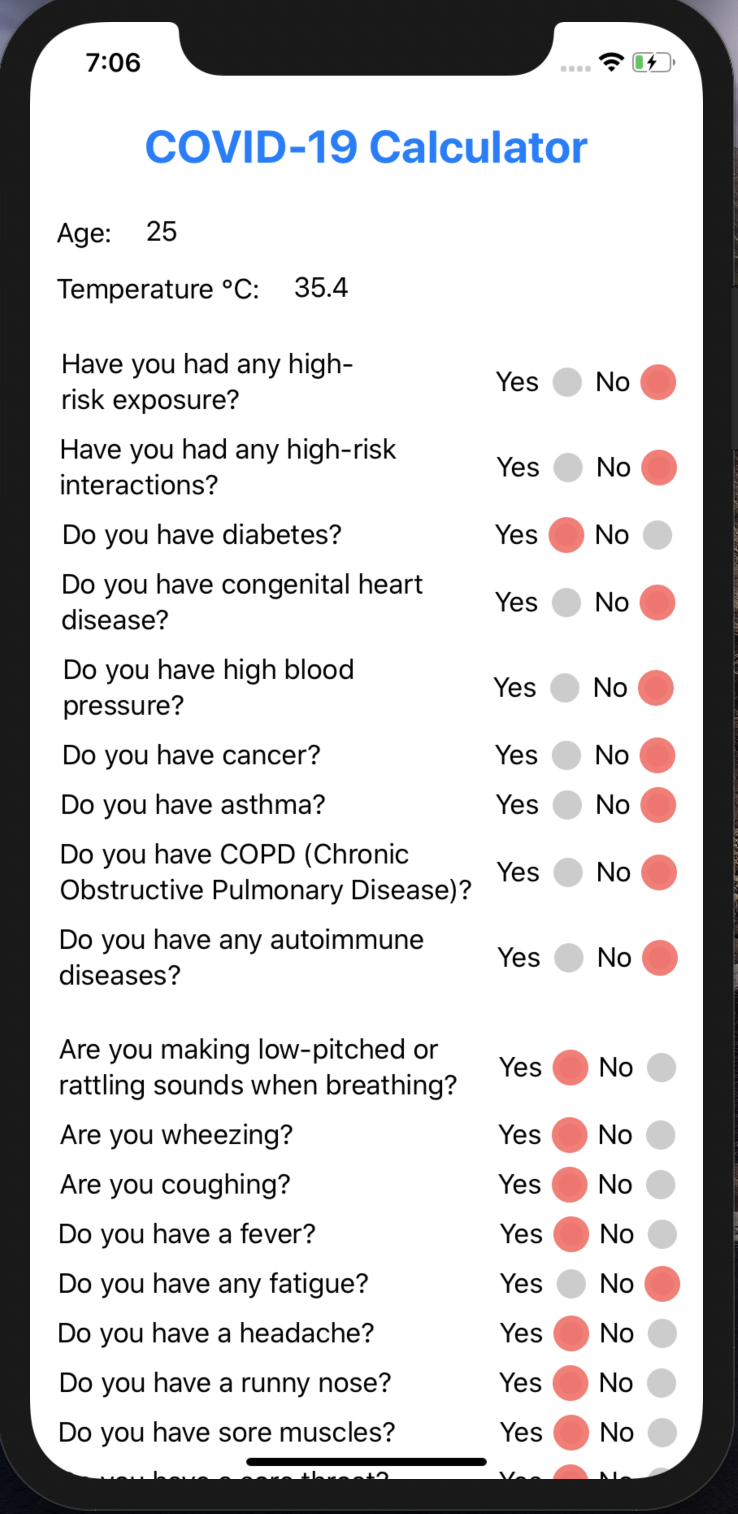 7:06
COVID-19 Calculator
Age: 25
Temperature °C: 35.4
Have you had any high-
risk exposure?
Yes No
Have you had any high-risk
interactions?
Yes No
Do you have diabetes? Yes No
Do you have congenital heart
disease?
Yes No
Do you have high blood
pressure?
Yes No
Do you have cancer? Yes No
Do you have asthma? Yes No
Do you have COPD (Chronic
Obstructive Pulmonary Disease)?
Yes No
Do you have any autoimmune
diseases?
Yes No
Are you making low-pitched or
rattling sounds when breathing?
Yes No
Are you wheezing? Yes No
Are you coughing? Yes No
Do you have a fever? Yes No
Do you have any fatigue? Yes No
Do you have a headache? Yes No
Do you have a runny nose? Yes No
Do you have sore muscles? Yes No
you have a sore throat? Yes No